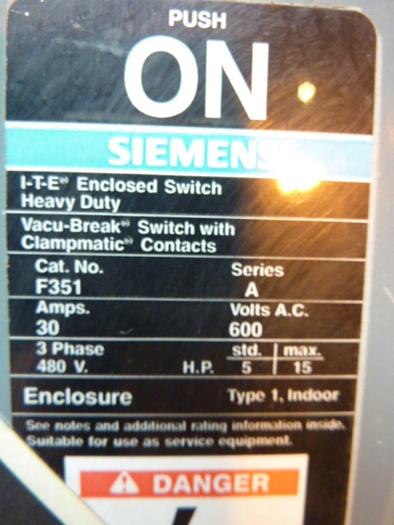 PUSH
ON
SIEMENS
I-T-E® Enclosed Switch
Heavy Duty
Vacu-Break® Switch with
Clampmatic® Contacts
Cat. No. Series
F351 A
Amps. Volts A.C.
30 600
3 Phase std. max.
480 V. H.P. 5 15
Enclosure Type 1, Indoor
See notes and additional rating information inside.
Suitable for use as service equipment.
DANGER